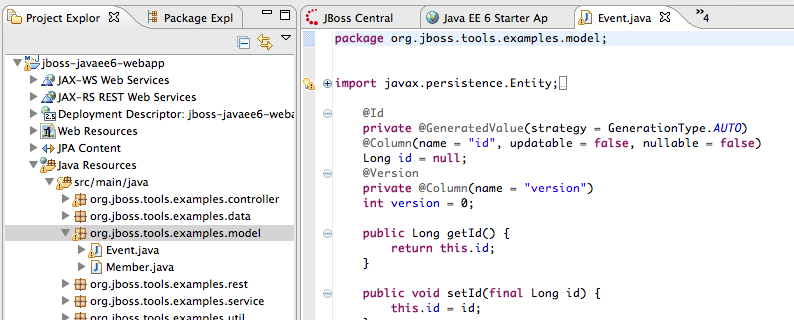 Project Explor
Package Expl
jboss-javaee6-webapp
JAX-WS Web Services
JAX-RS REST Web Services
Deployment Descriptor: jboss-javaee6-weba
Web Resources
JPA Content
Java Resources
src/main/java
org.jboss.tools.examples.controller
org.jboss.tools.examples.data
org.jboss.tools.examples.model
Event.java
Member.java
org.jboss.tools.examples.rest
org.jboss.tools.examples.service
org.jboss.tools.examples.util
JBoss Central
Java EE 6 Starter Ap
Event.java
»4
package org.jboss.tools.examples.model;
import javax.persistence.Entity;
@Id
private @GeneratedValue(strategy = GenerationType.AUTO)
@Column(name = "id", updatable = false, nullable = false)
Long id = null;
@Version
private @Column(name = "version")
int version = 0;
public Long getId() {
return this.id;
}
public void setId(final Long id) {
this.id = id;
}